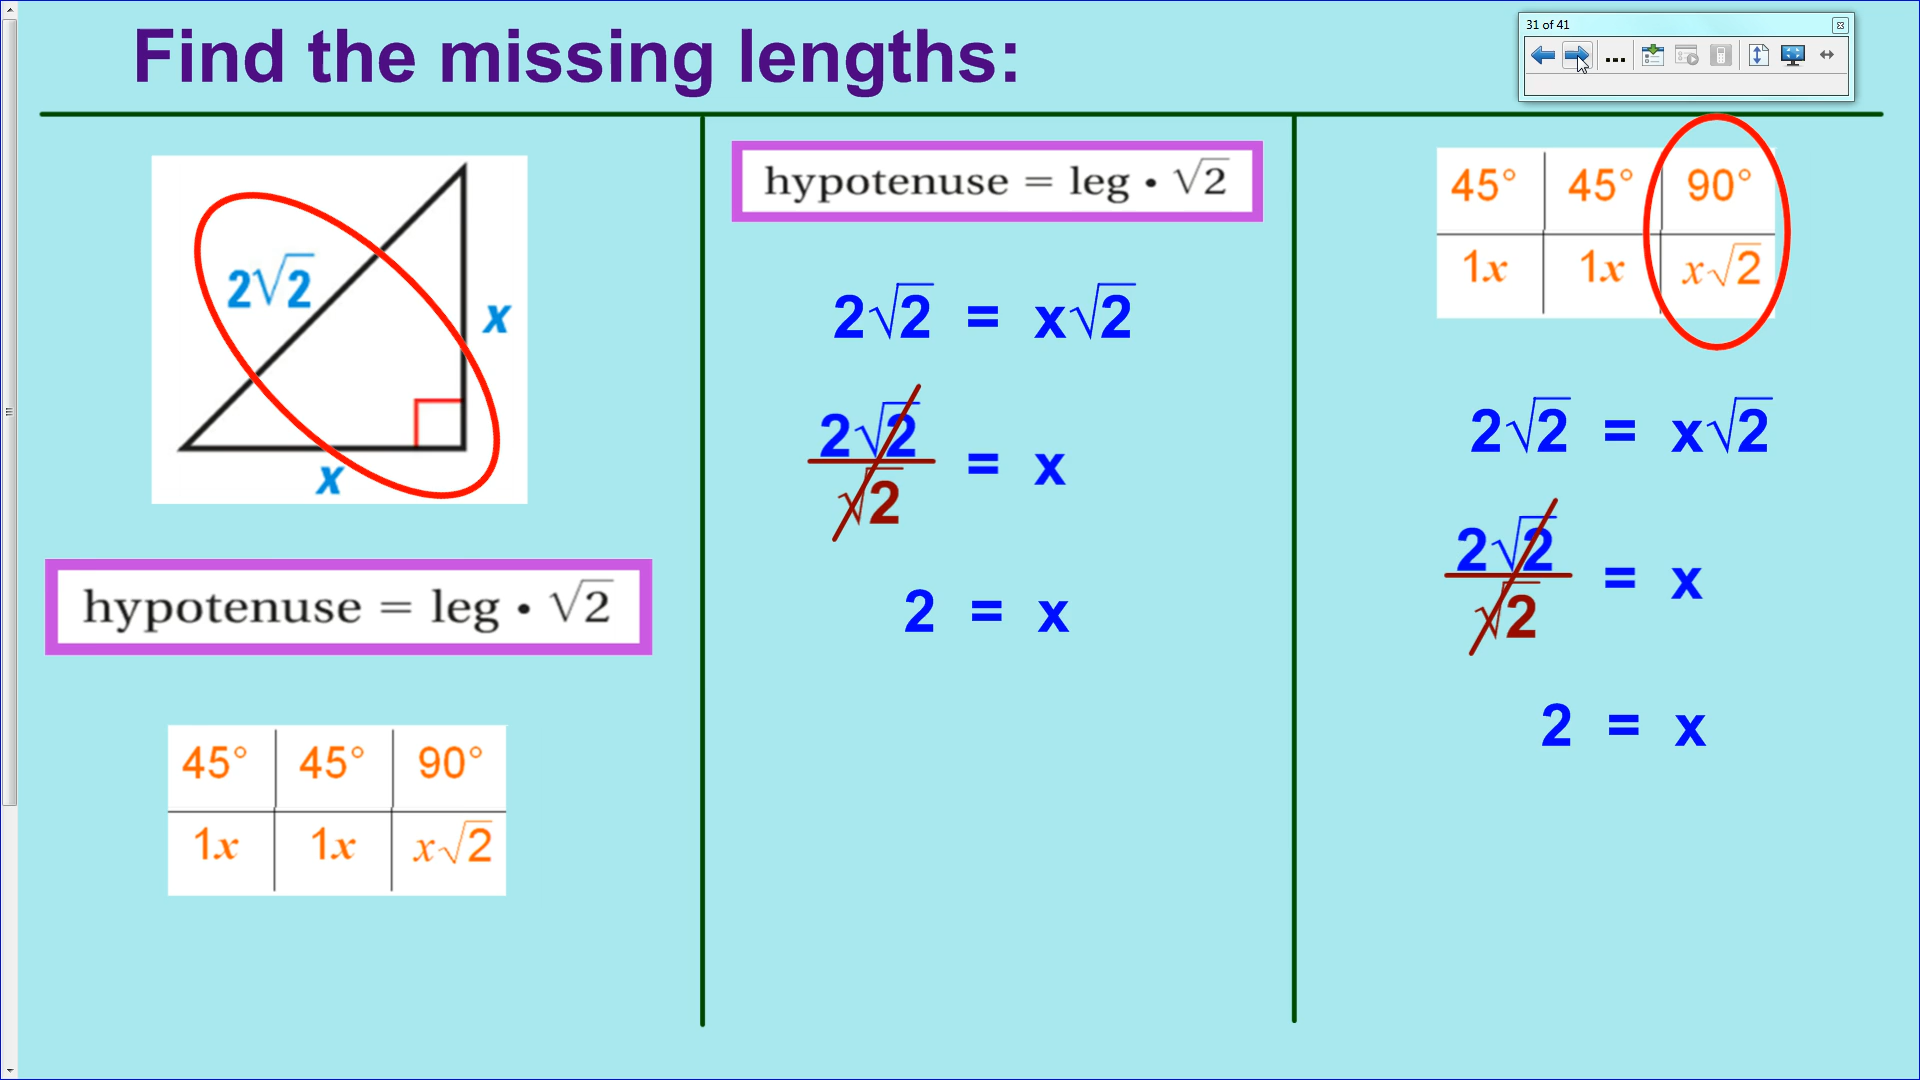 Find the missing lengths:
31 of 41
2√2
x
x
hypotenuse = leg • √2
45° 45° 90°
1x 1x x√2
hypotenuse = leg • √2
2√2 = x√2
2√2
√2
= x
2 = x
45° 45° 90°
1x 1x x√2
2√2 = x√2
2√2
√2
= x
2 = x